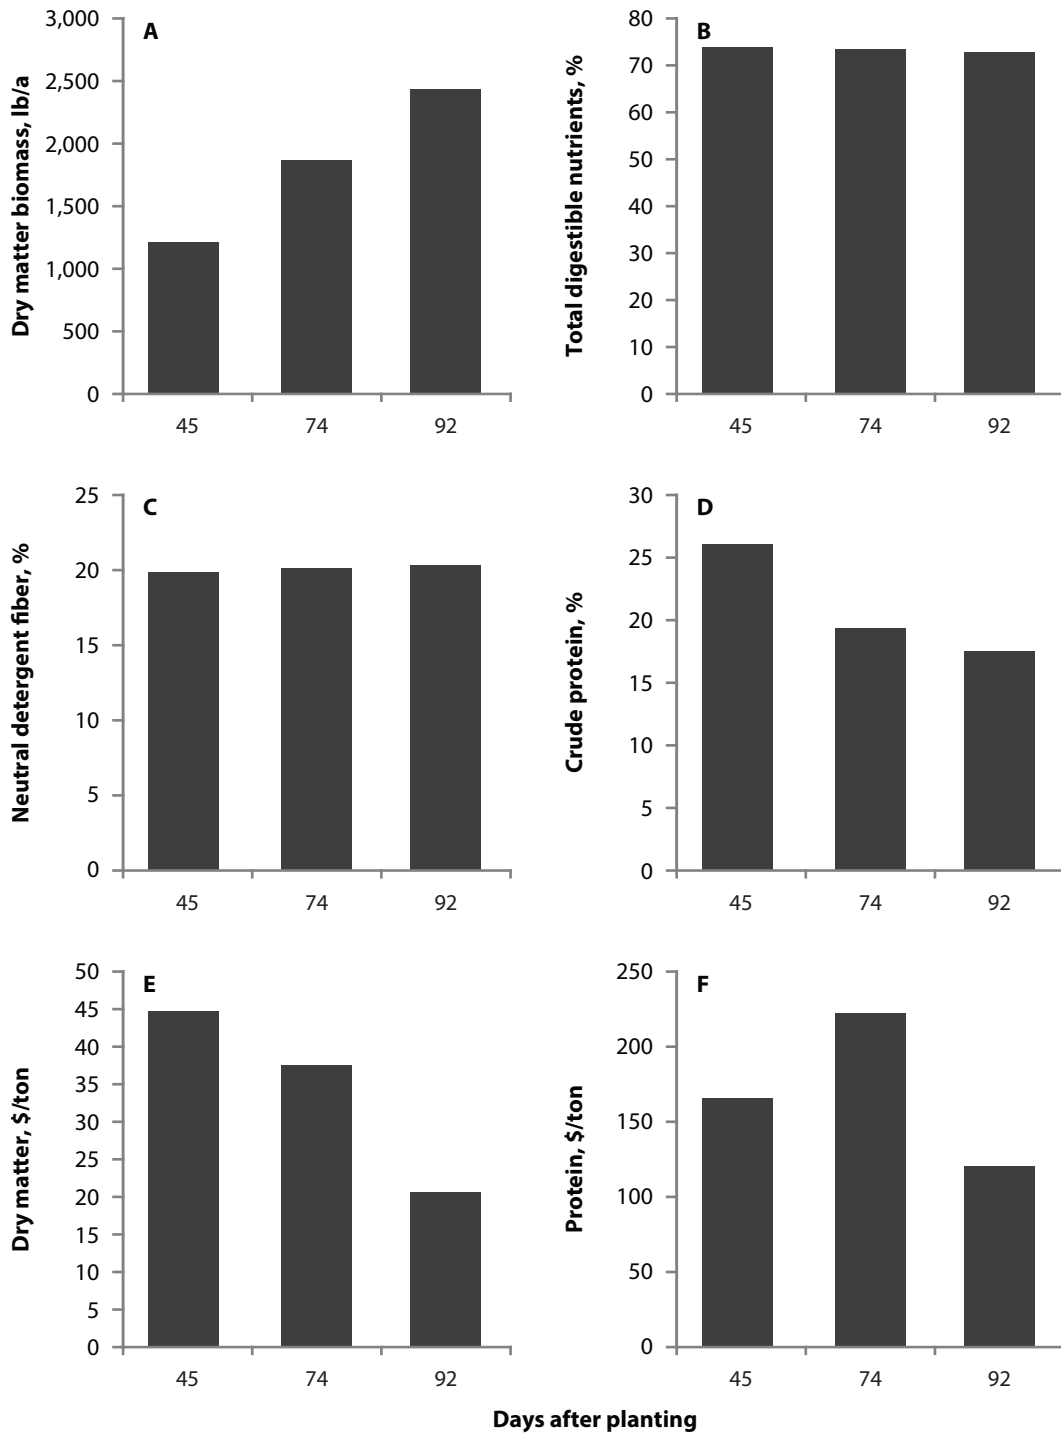 A
Dry matter biomass, lb/a
3,000
2,500
2,000
1,500
1,000
500
0
45 74 92
B
Total digestible nutrients, %
80
70
60
50
40
30
20
10
0
45 74 92
C
Neutral detergent fiber, %
25
20
15
10
5
0
45 74 92
D
Crude protein, %
30
25
20
15
10
5
0
45 74 92
E
Dry matter, $/ton
50
45
40
35
30
25
20
15
10
5
0
45 74 92
F
Protein, $/ton
250
200
150
100
50
0
45 74 92
Days after planting